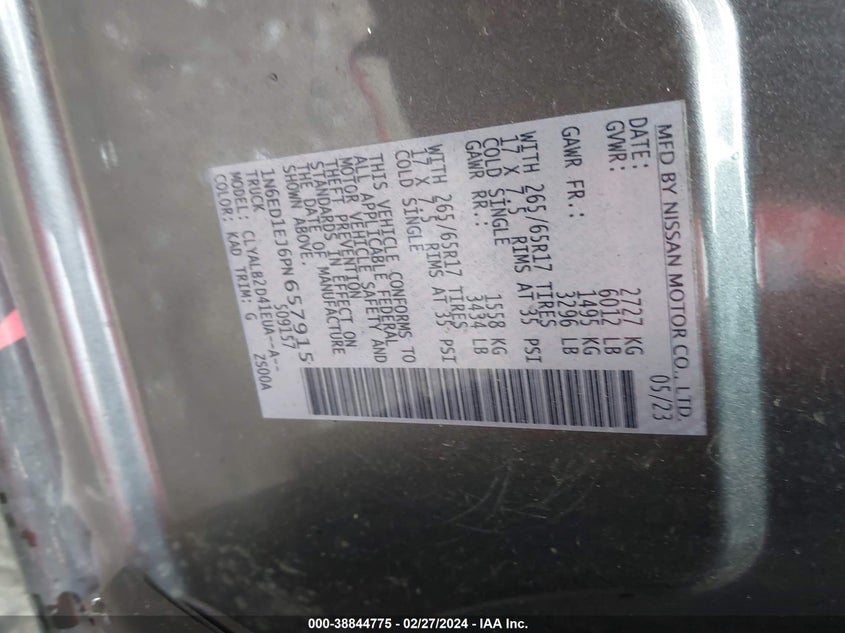 MFD BY NISSAN MOTOR CO., LTD.
DATE: 05/23
GVWR: 2727 KG
6012 LB
GAWR FR.: 1495 KG
3296 LB
WITH 265/65R17 TIRES
17 X 7.5 RIMS AT 35 PSI
COLD SINGLE
GAWR RR.: 1558 KG
3434 LB
WITH 265/65R17 TIRES
17 X 7.5 RIMS AT 35 PSI
COLD SINGLE
THIS VEHICLE CONFORMS TO
ALL APPLICABLE FEDERAL
MOTOR VEHICLE SAFETY AND
THEFT PREVENTION
STANDARDS IN EFFECT ON
THE DATE OF MANUFACTURE
SHOWN ABOVE.
1N6ED1EJ6PN657915
TRUCK 509157
MODEL: CLYALB2D41EUA--A--
COLOR: KAD TRIM: G 2S00A
000-38844775 - 02/27/2024 - IAA Inc.